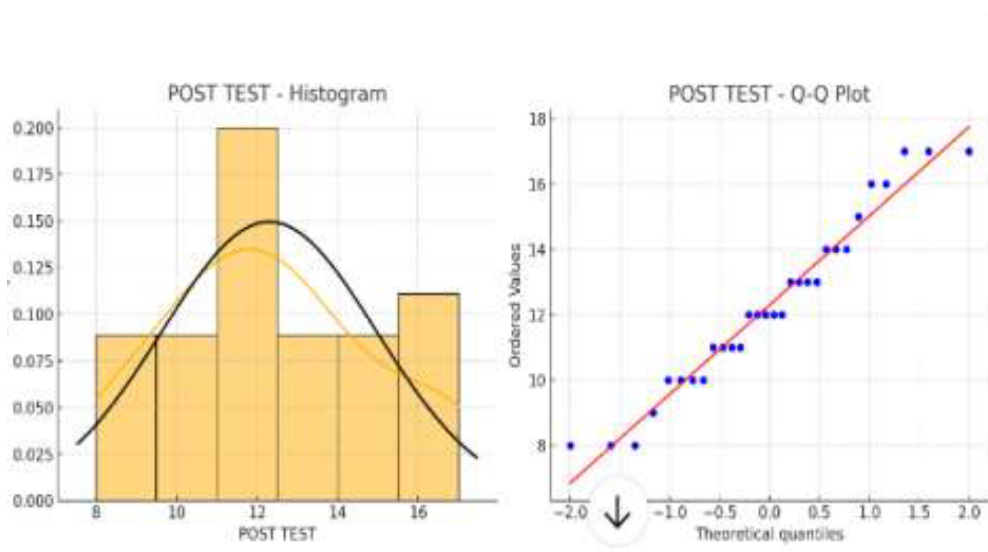 POST TEST - Histogram
0.200
0.175
0.150
0.125
0.100
0.075
0.050
0.025
0.000
8 10 12 14 16
POST TEST
POST TEST - Q-Q Plot
Ordered Values
18
16
14
12
10
8
−2.0 −1.0 −0.5 0.0 0.5 1.0 1.5 2.0
Theoretical quantiles